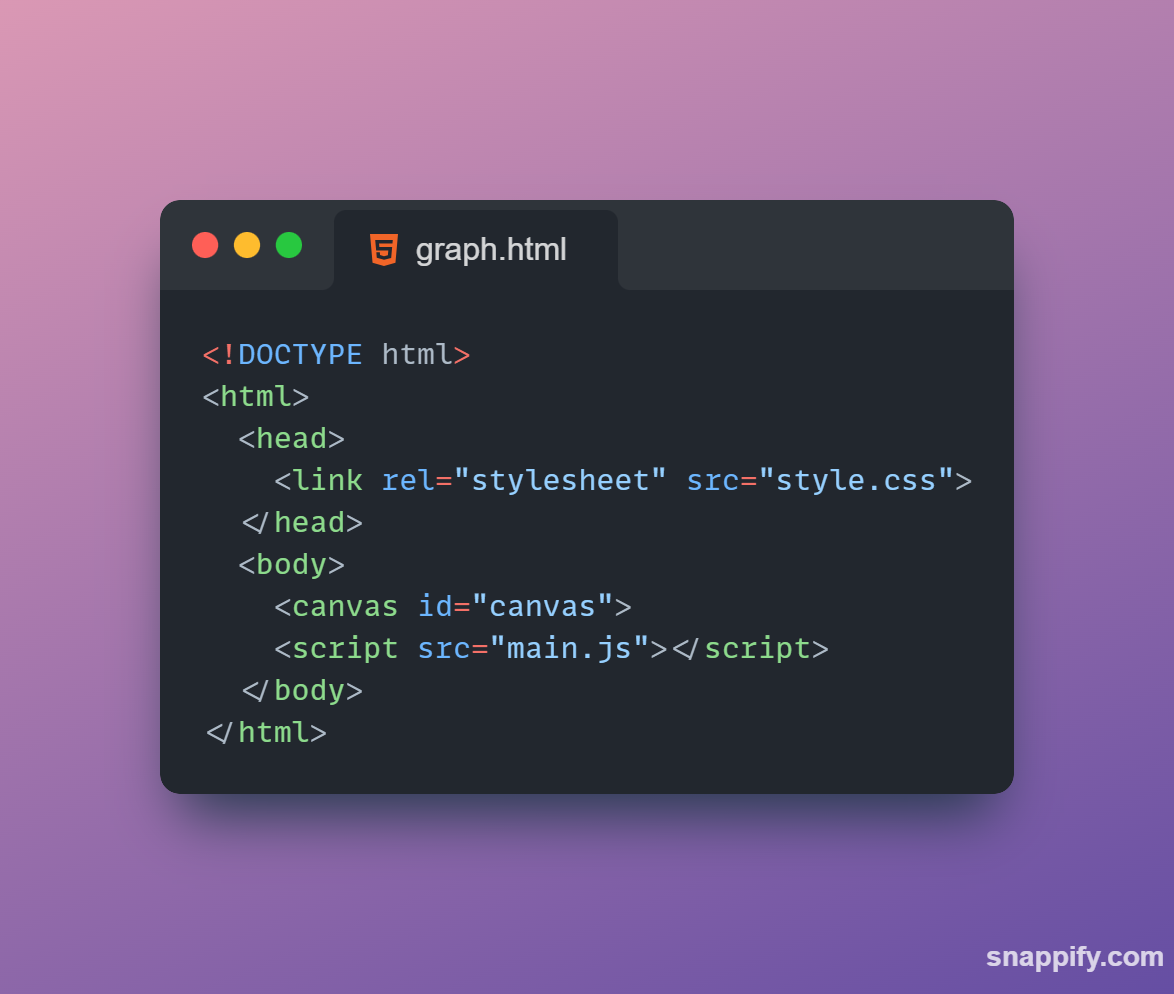 graph.html
<!DOCTYPE html>
<html>
  <head>
    <link rel="stylesheet" src="style.css">
  </head>
  <body>
    <canvas id="canvas">
    <script src="main.js"></script>
  </body>
</html>
snappify.com